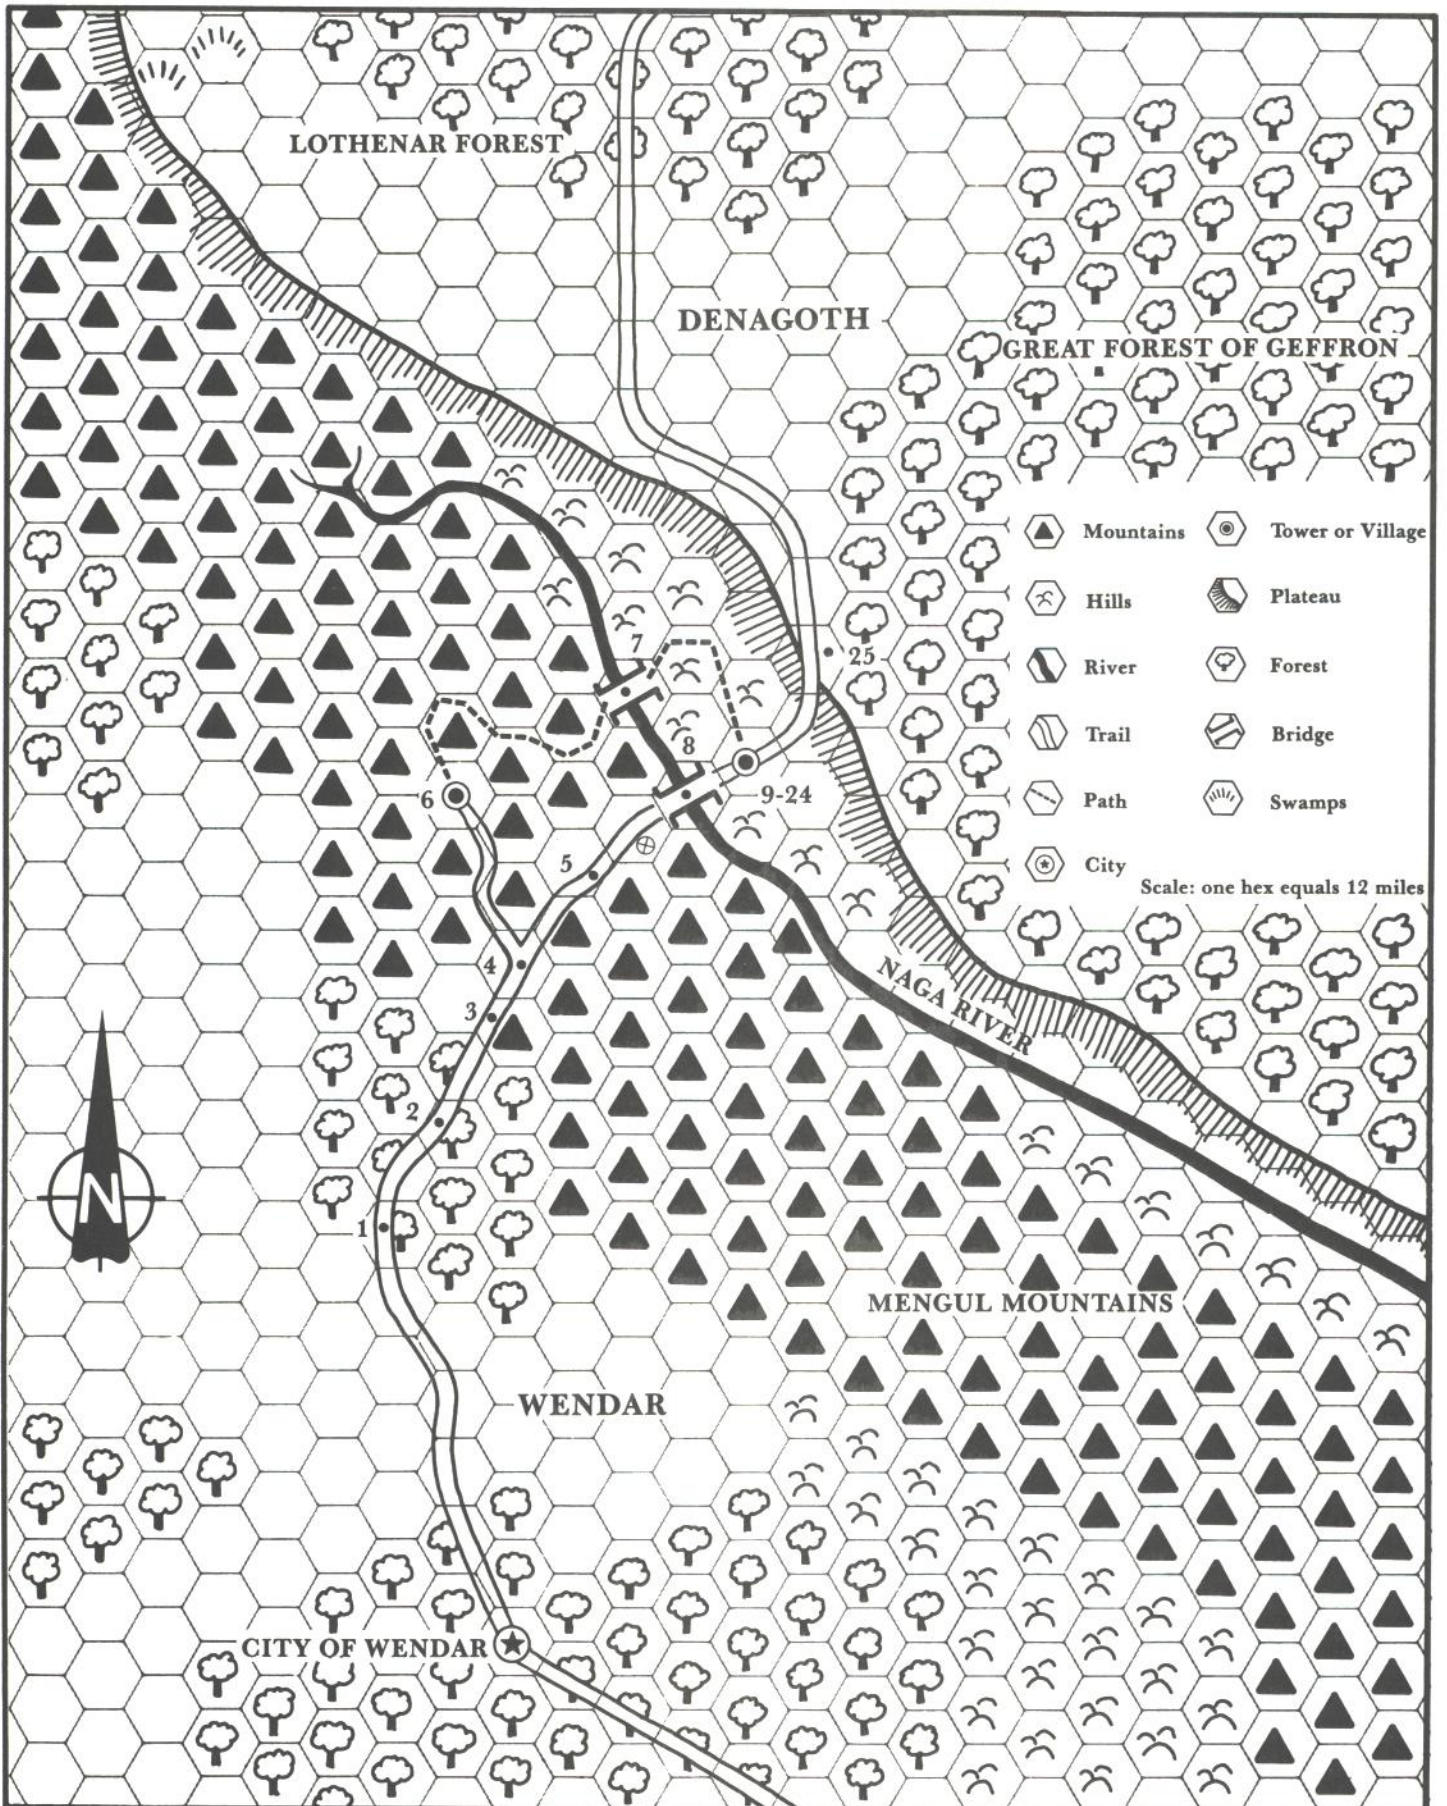 LOTHENAR FOREST
DENAGOTH
GREAT FOREST OF GEFFRON
Mountains
Tower or Village
Hills
Plateau
River
Forest
Trail
Bridge
Path
Swamps
City
Scale: one hex equals 12 miles
7
25
8
6
9-24
5
4
NAGA RIVER
3
2
N
1
MENGUL MOUNTAINS
WENDAR
CITY OF WENDAR